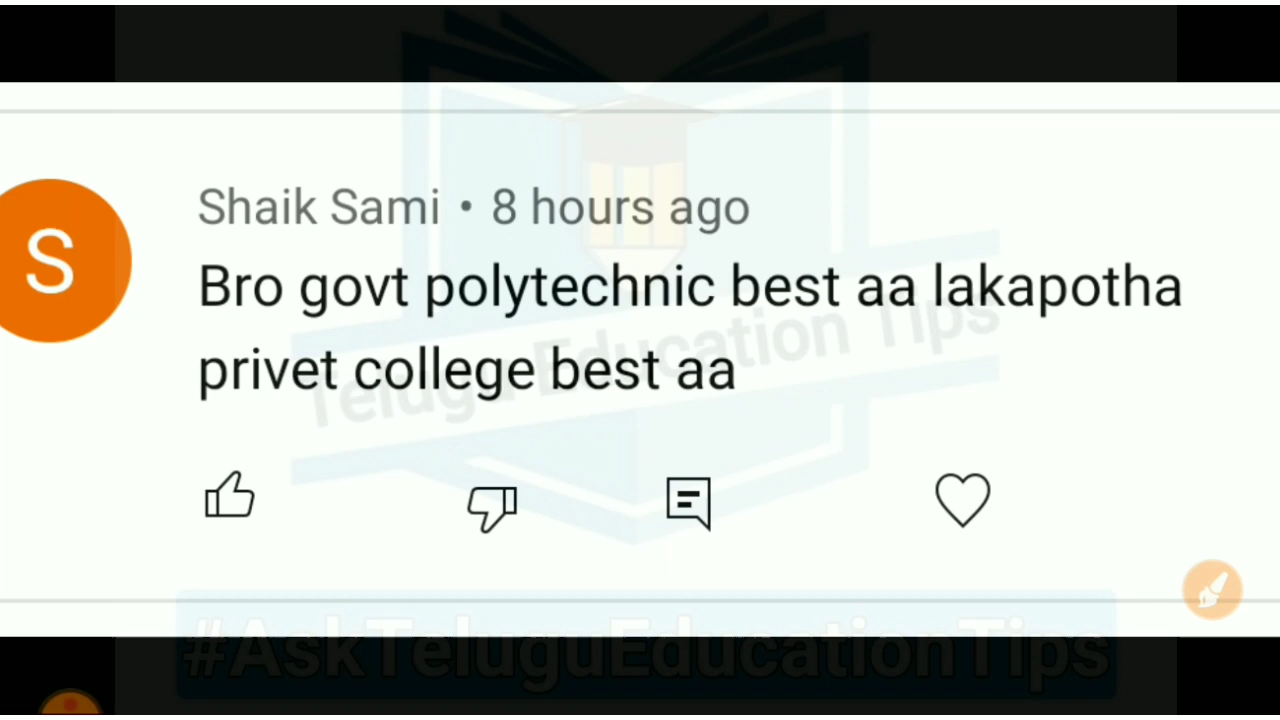 S
Shaik Sami • 8 hours ago
Bro govt polytechnic best aa lakapotha
privet college best aa
Telugu Education Tips
#AskTeluguEducationTips